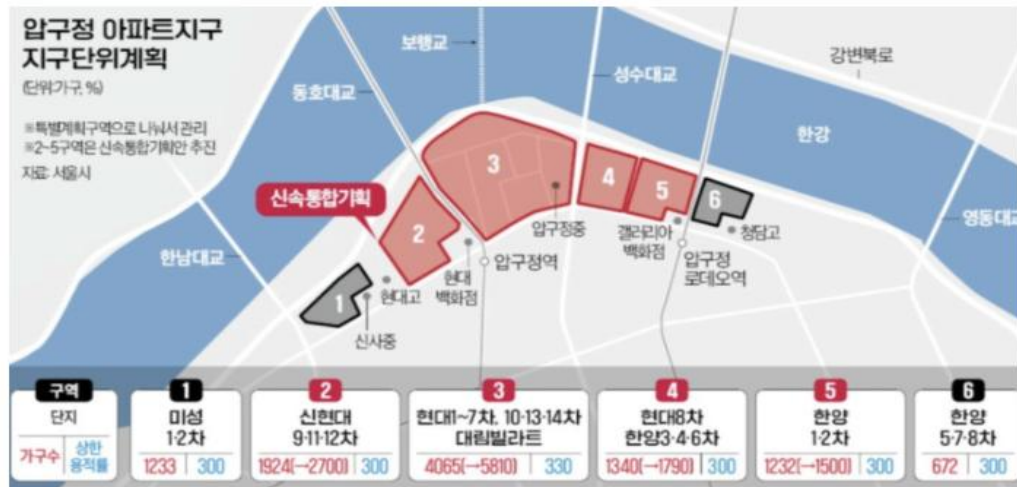 압구정 아파트지구
지구단위계획
(단위:가구, %)
※특별계획구역으로 나눠서 관리
※2~5구역은 신속통합기획안 추진
자료: 서울시
보행교
동호대교
성수대교
강변북로
한강
영동대교
한남대교
신속통합기획
1
2
3
4
5
6
신사중
현대고
현대
백화점
압구정역
압구정중
갤러리아
백화점
압구정
로데오역
청담고
구역
단지
가구수 상한
용적률
1
미성
1·2차
1233 300
2
신현대
9·11·12차
1924(→2700) 300
3
현대1~7차, 10·13·14차
대림빌라트
4065(→5810) 330
4
현대8차
한양3·4·6차
1340(→1790) 300
5
한양
1·2차
1232(→1500) 300
6
한양
5·7·8차
672 300